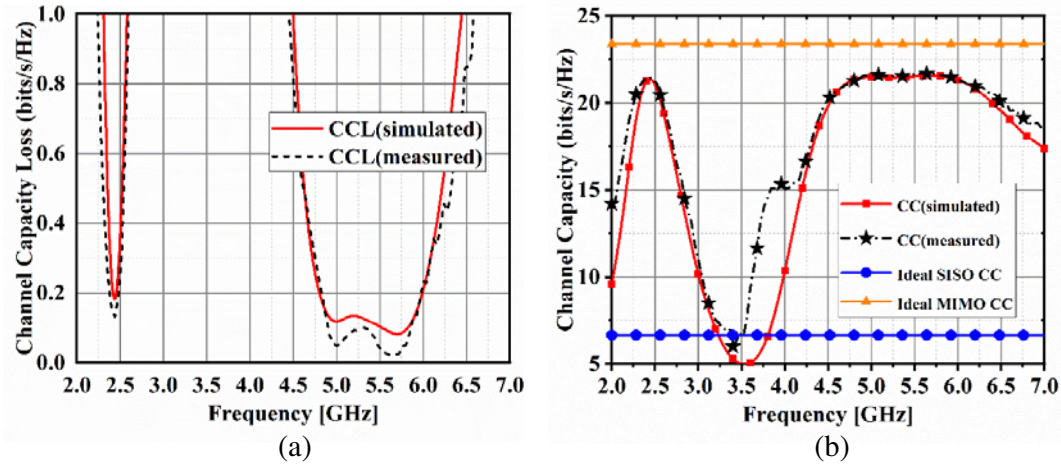 Channel Capacity Loss (bits/s/Hz)
1.0
0.8
0.6
0.4
0.2
0.0
CCL(simulated)
CCL(measured)
2.0 2.5 3.0 3.5 4.0 4.5 5.0 5.5 6.0 6.5 7.0
Frequency [GHz]
(a)
Channel Capacity (bits/s/Hz)
25
20
15
10
5
CC(simulated)
CC(measured)
Ideal SISO CC
Ideal MIMO CC
2.0 2.5 3.0 3.5 4.0 4.5 5.0 5.5 6.0 6.5 7.0
Frequency [GHz]
(b)